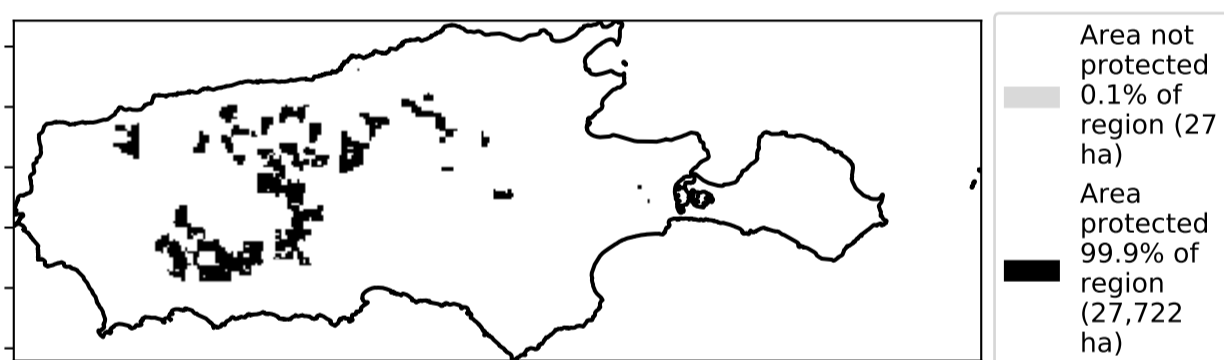 Area not
protected
0.1% of
region (27
ha)
Area
protected
99.9% of
region
(27,722
ha)